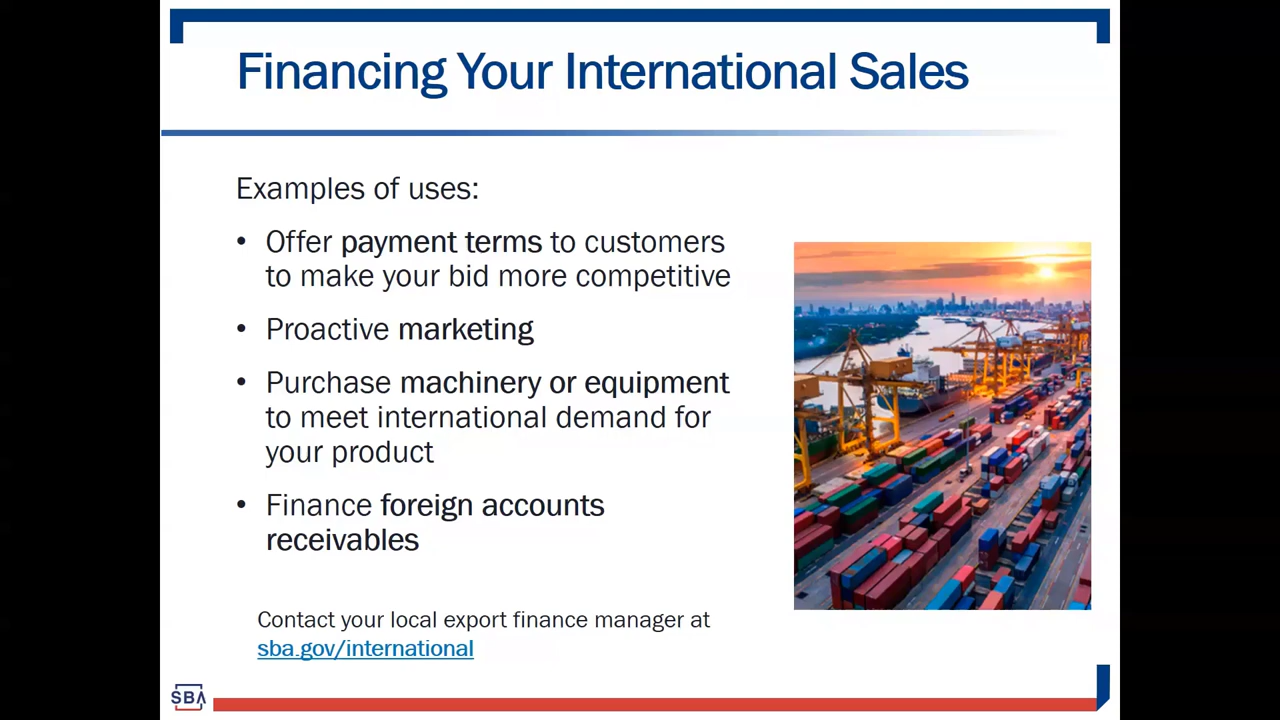 Financing Your International Sales
Examples of uses:
• Offer payment terms to customers
to make your bid more competitive
• Proactive marketing
• Purchase machinery or equipment
to meet international demand for
your product
• Finance foreign accounts
receivables
Contact your local export finance manager at
sba.gov/international
SBA